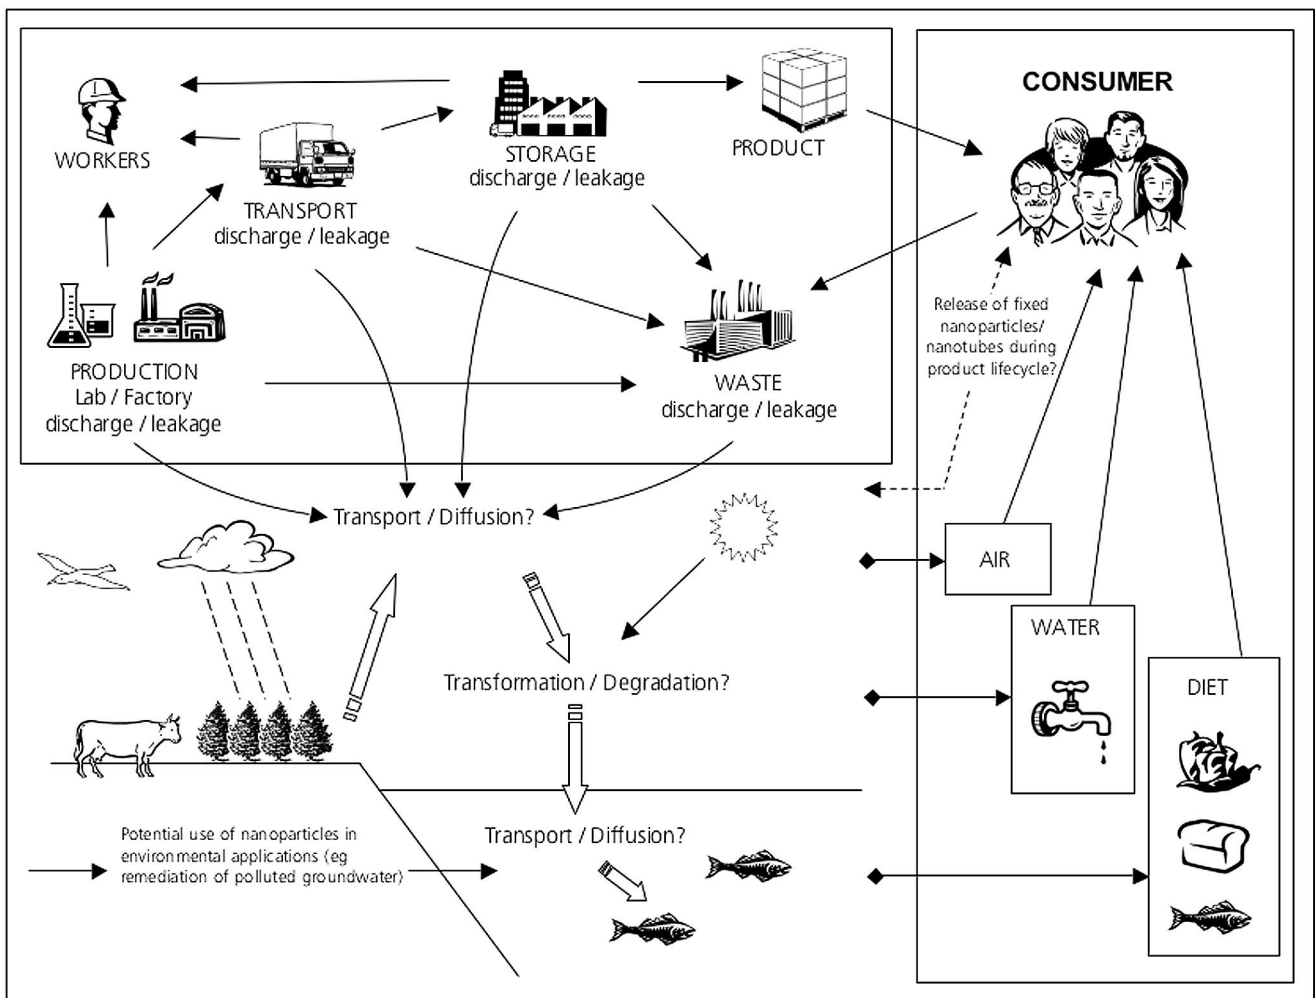 CONSUMER
WORKERS
STORAGE
discharge / leakage
PRODUCT
TRANSPORT
discharge / leakage
PRODUCTION
Lab / Factory
discharge / leakage
WASTE
discharge / leakage
Release of fixed
nanoparticles/
nanotubes during
product lifecycle?
Transport / Diffusion?
AIR
WATER
Transformation / Degradation?
DIET
Potential use of nanoparticles in
environmental applications (eg
remediation of polluted groundwater)
Transport / Diffusion?